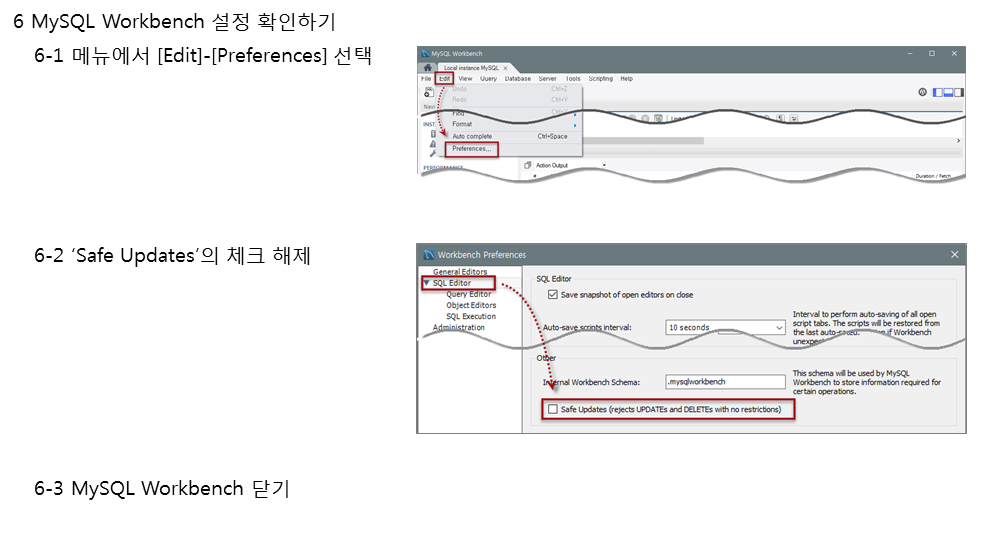 6 MySQL Workbench 설정 확인하기
6-1 메뉴에서 [Edit]-[Preferences] 선택
MySQL Workbench
Local instance MySQL
File Edit View Query Database Server Tools Scripting Help
Undo Ctrl+Z
Redo Ctrl+Y
Find
Format
Auto complete Ctrl+Space
Preferences...
PERFORMANCE
Action Output
#
Duration / Fetch
6-2 ‘Safe Updates’의 체크 해제
Workbench Preferences
General Editors
SQL Editor
Query Editor
Object Editors
SQL Execution
Administration
SQL Editor
Save snapshot of open editors on close
Auto-save scripts interval: 10 seconds
Interval to perform auto-saving of all open
script tabs. The scripts will be restored from
the last auto-saved if Workbench
Other
Internal Workbench Schema: .mysqlworkbench
This schema will be used by MySQL
Workbench to store information required for
certain operations.
Safe Updates (rejects UPDATEs and DELETEs with no restrictions)
6-3 MySQL Workbench 닫기